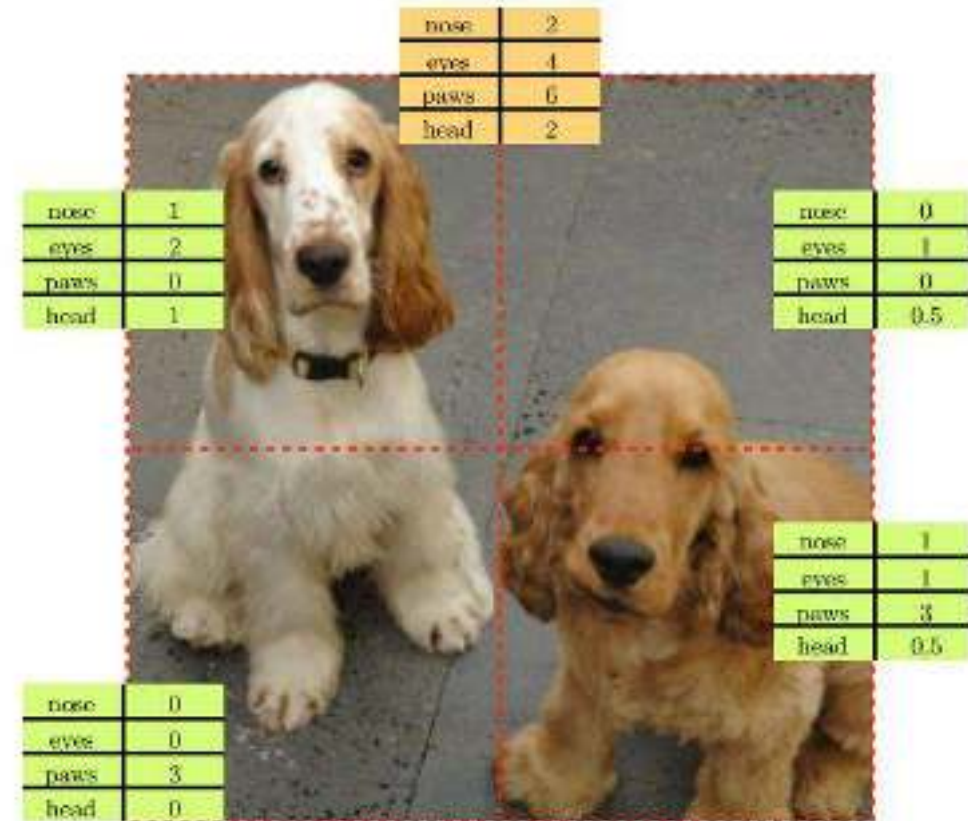 nose 2
eyes 4
paws 6
head 2
nose 1
eyes 2
paws 0
head 1
nose 0
eyes 1
paws 0
head 0.5
nose 1
eyes 1
paws 3
head 0.5
nose 0
eyes 0
paws 3
head 0